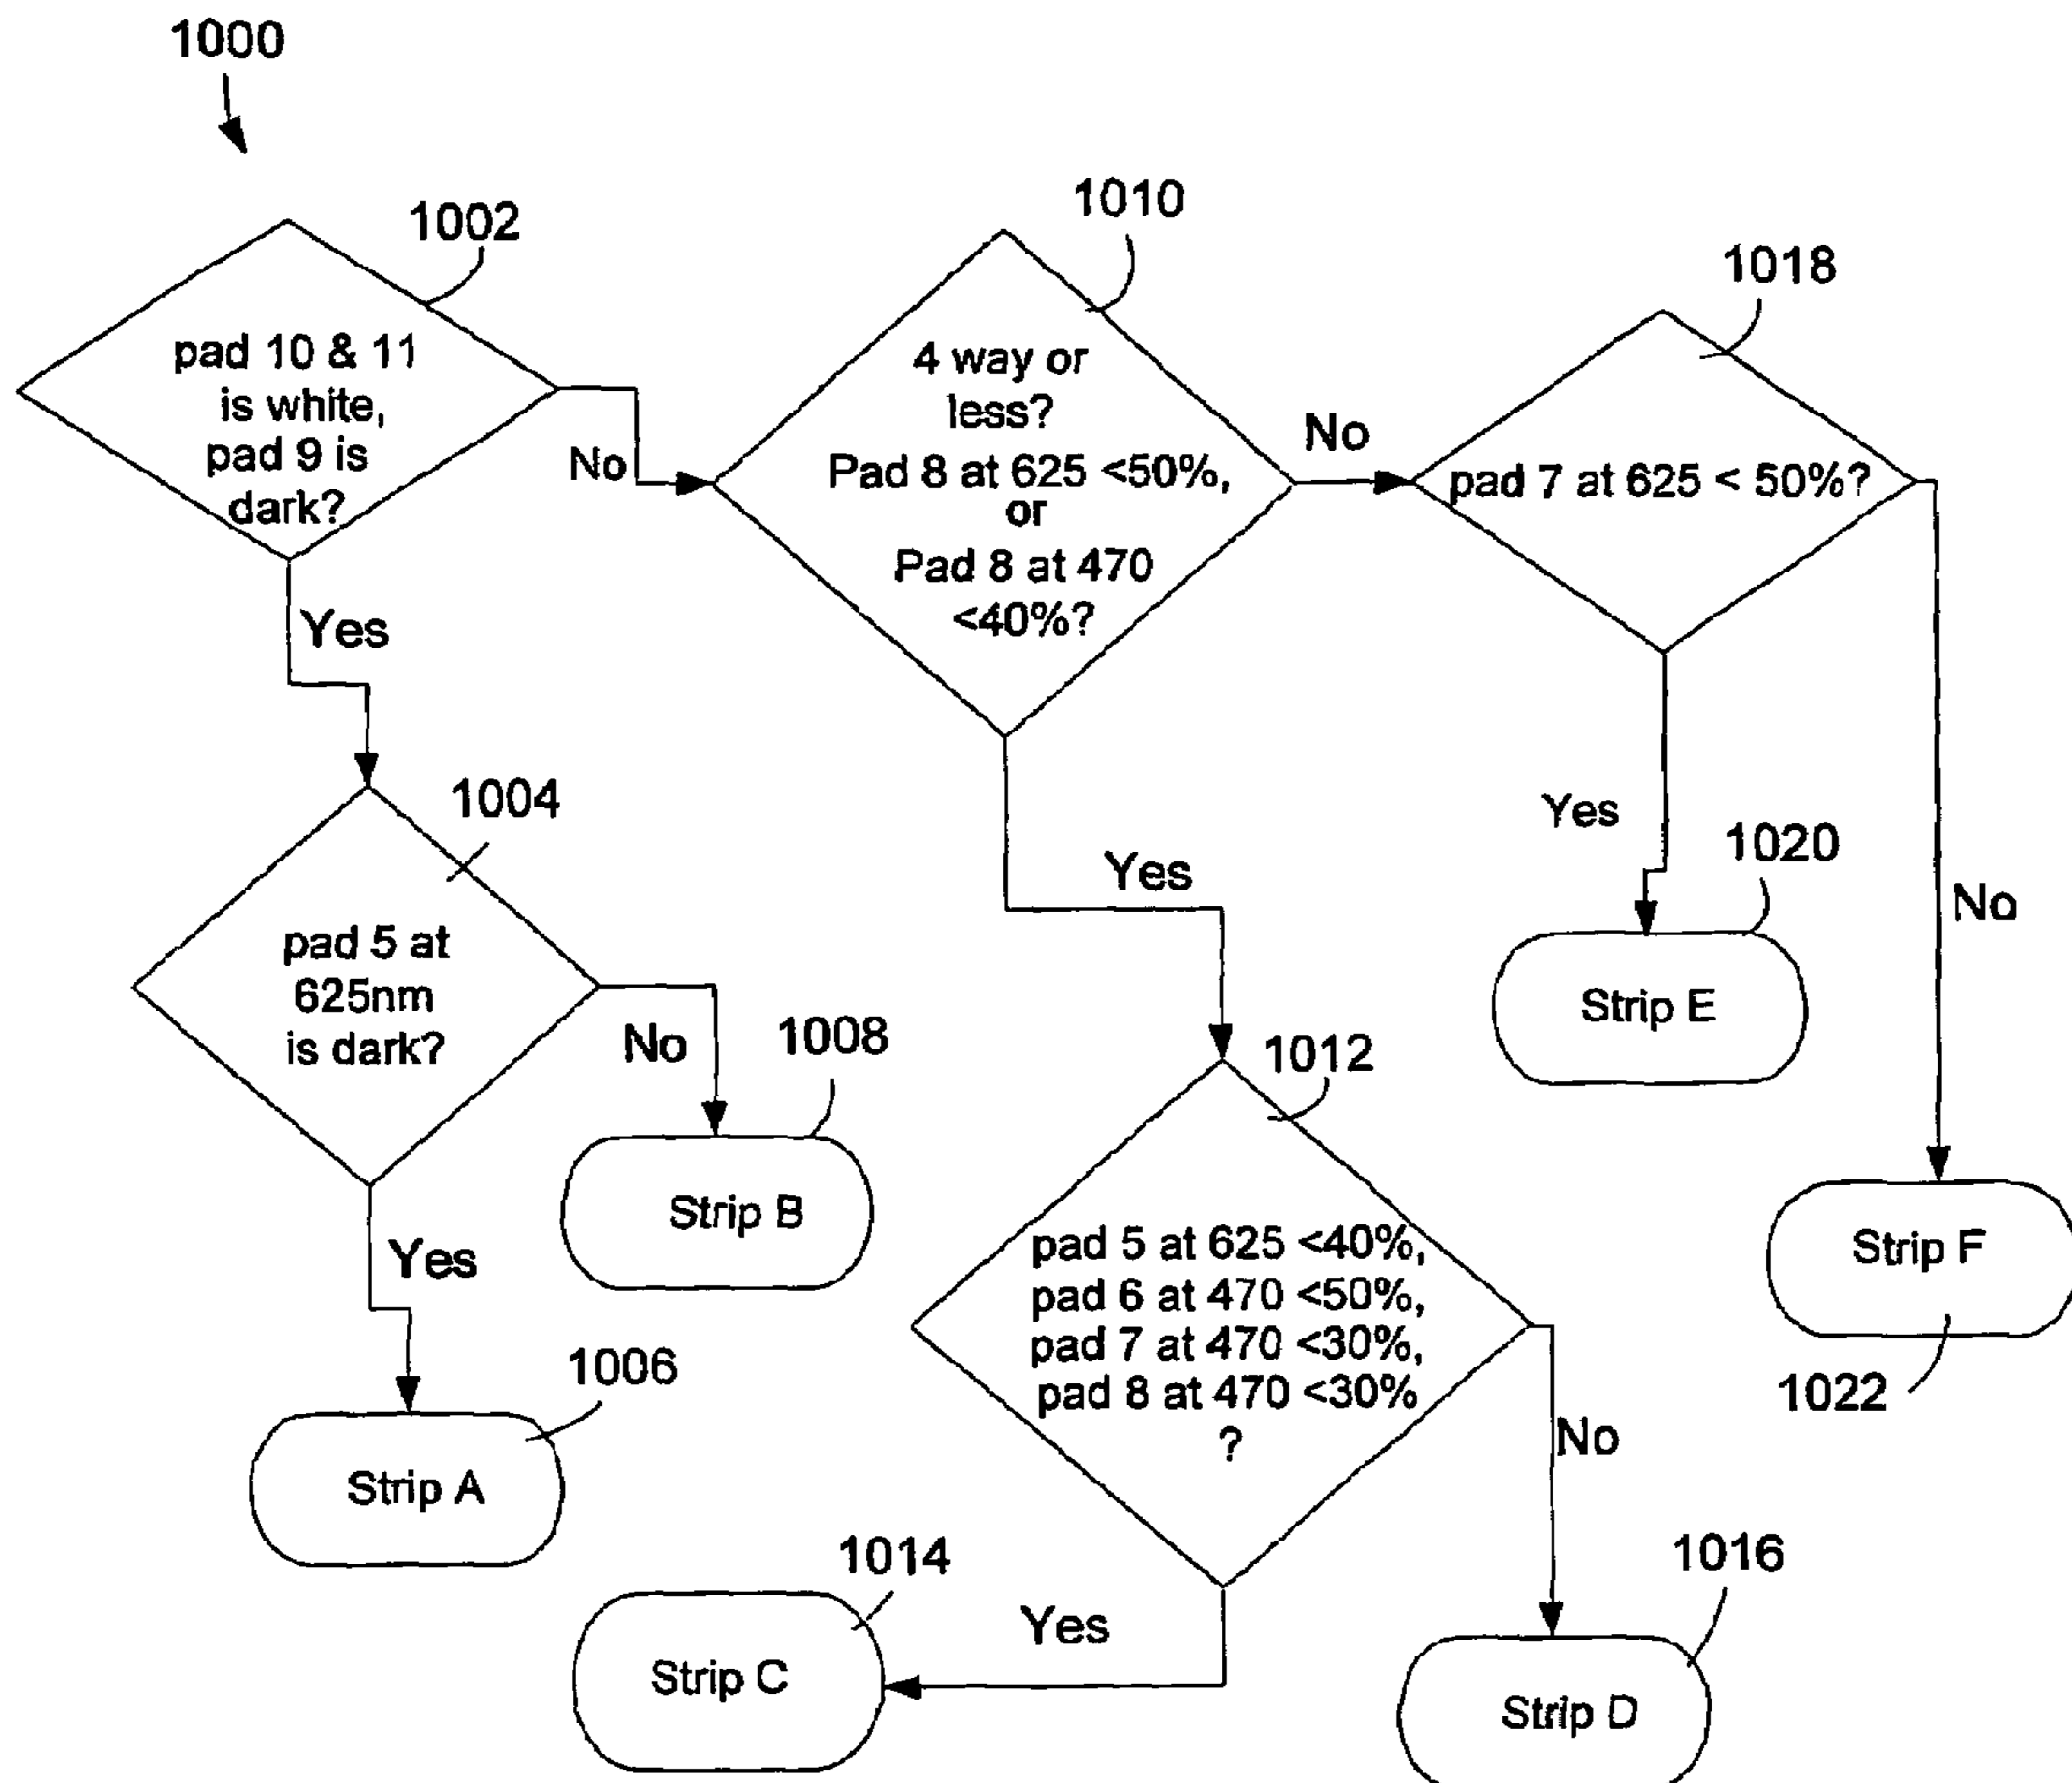 1000
1002
pad 10 & 11
is white,
pad 9 is
dark?
No
Yes
1010
4 way or
less?
Pad 8 at 625 <50%,
or
Pad 8 at 470
<40%?
No
Yes
1018
pad 7 at 625 < 50%?
Yes
No
1004
pad 5 at
625nm
is dark?
No
Yes
1008
Strip B
1006
Strip A
1020
Strip E
Strip F
1022
1012
pad 5 at 625 <40%,
pad 6 at 470 <50%,
pad 7 at 470 <30%,
pad 8 at 470 <30%
?
Yes
No
1014
Strip C
1016
Strip D